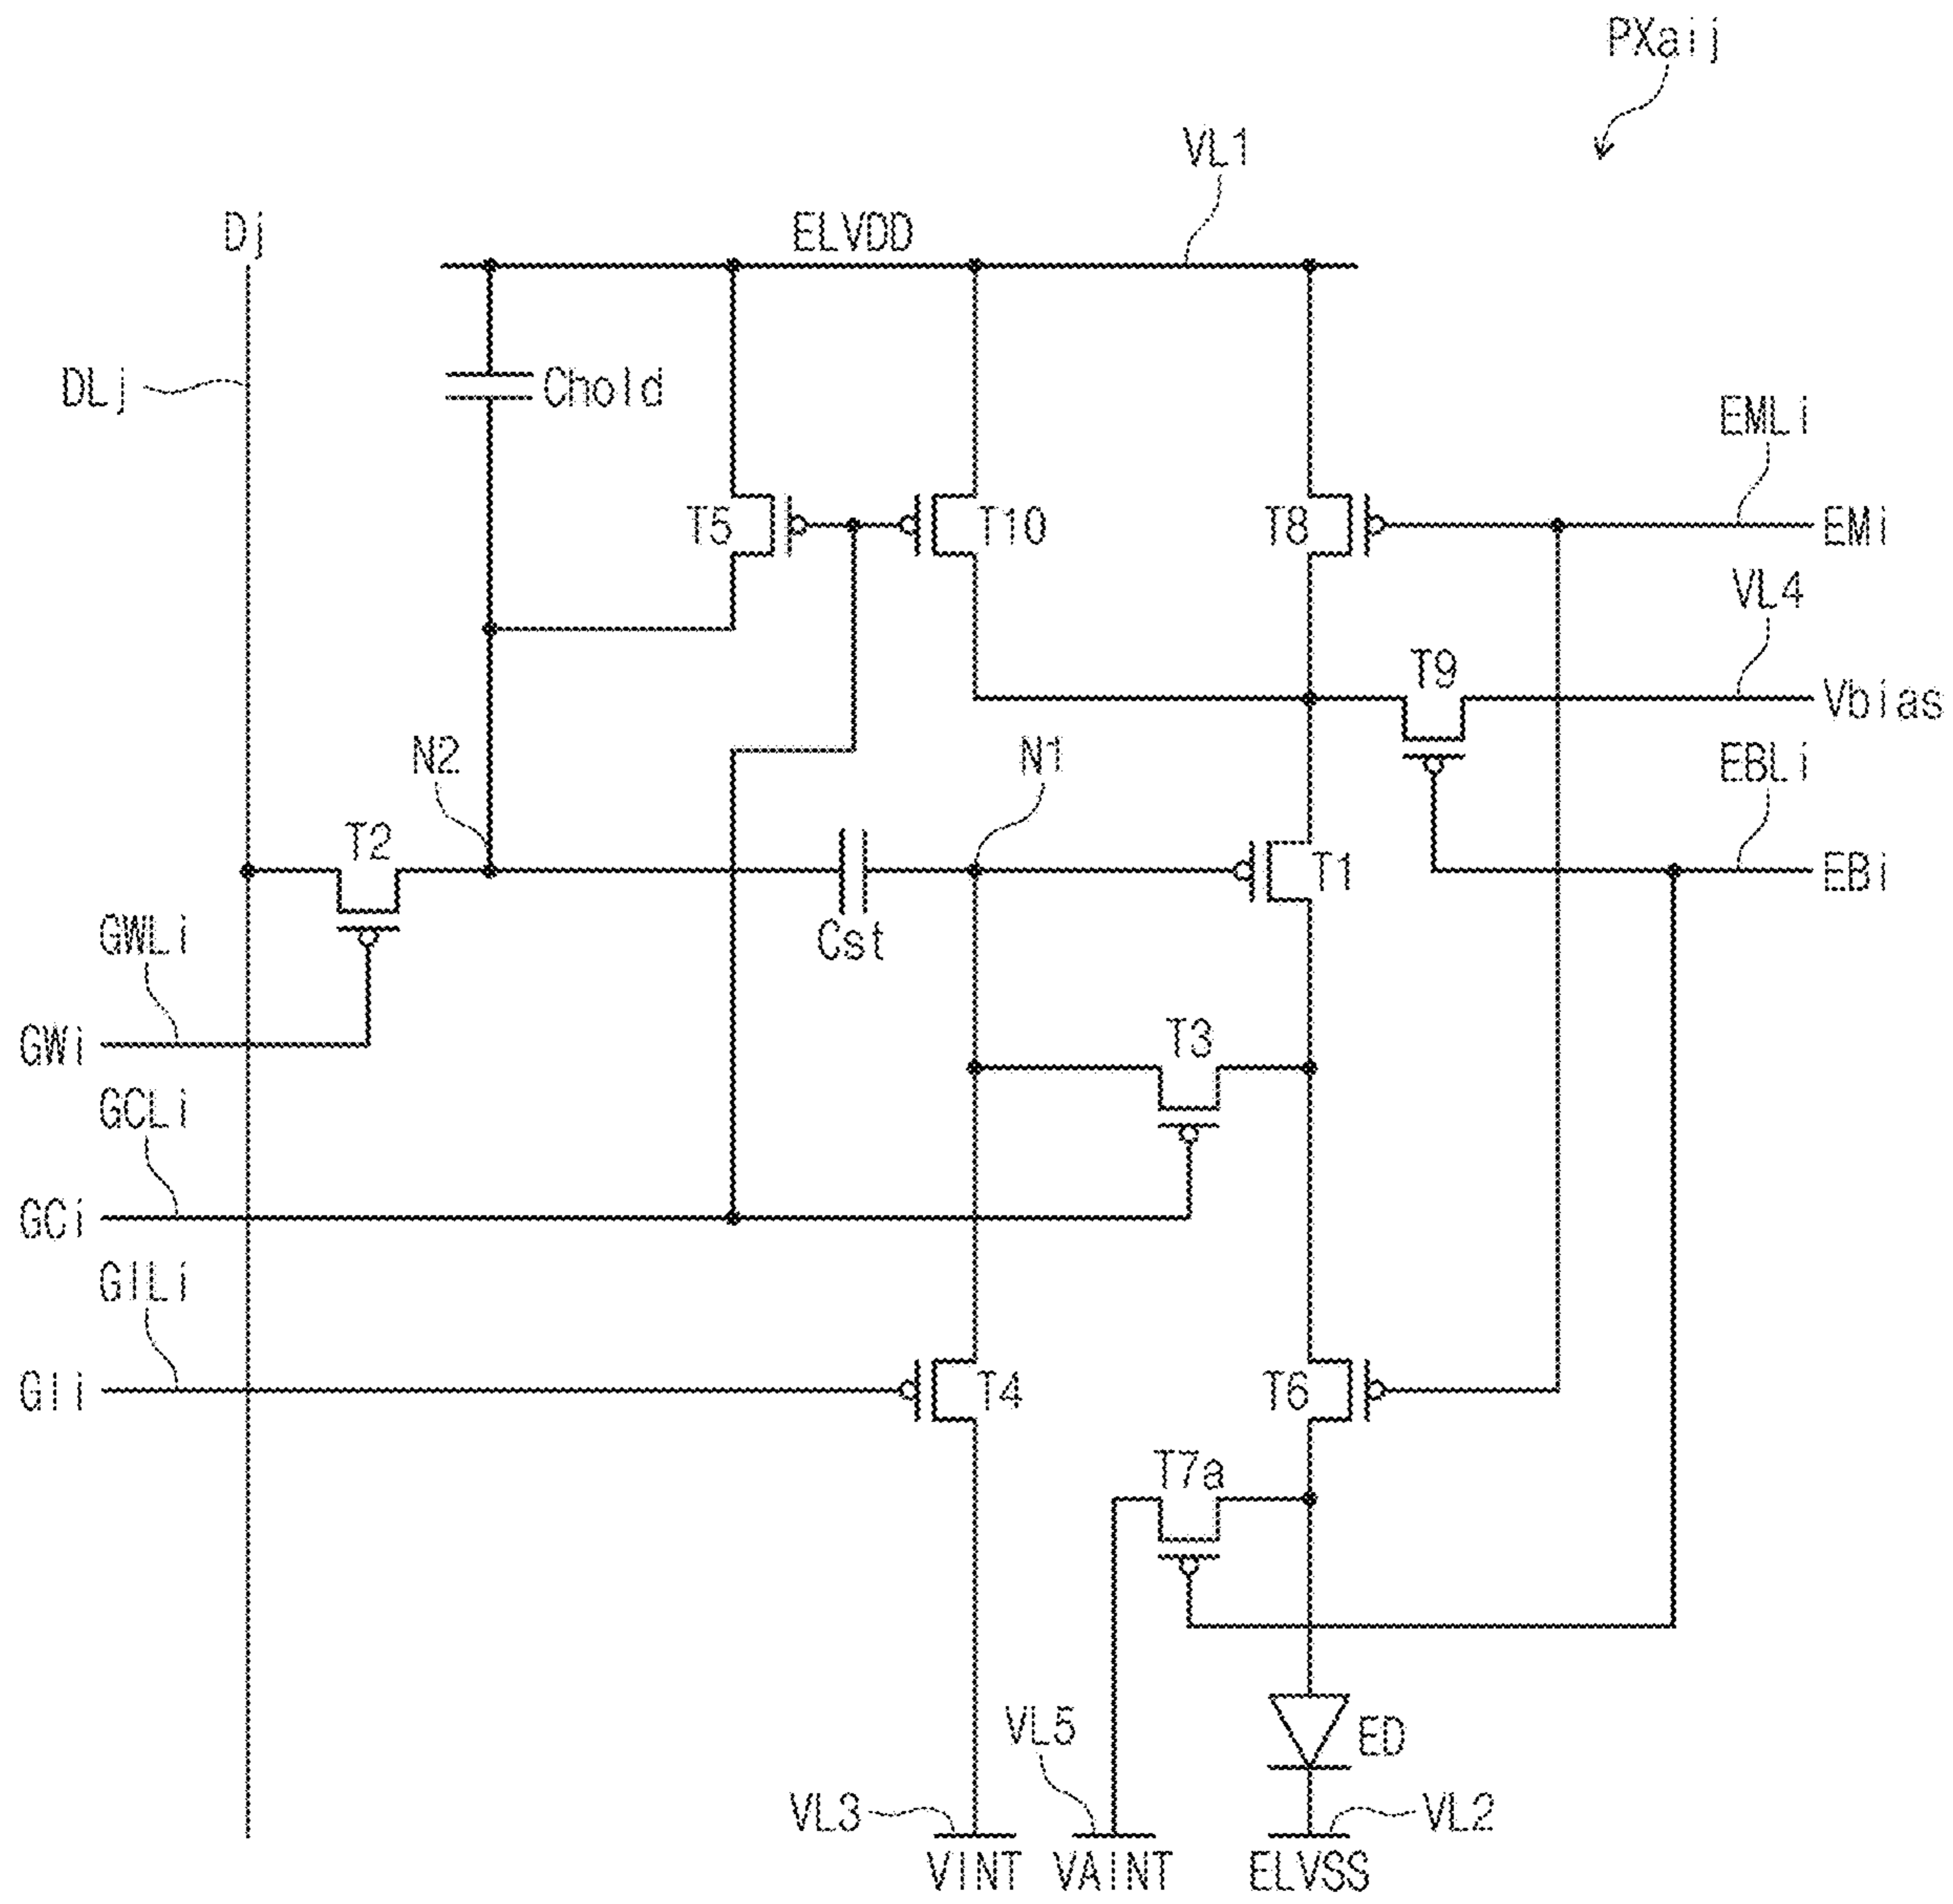 PXaij
VL1
Dj
ELVDD
DLj
Chold
EMLi
T5
T10
T8
EMi
VL4
T9
Vbias
N2
N1
EBLi
T2
T1
EBi
GWLi
Cst
GWi
T3
GCLi
GCi
GILi
GIi
T4
T6
T7a
VL5
ED
VL3
VL2
VINT
VAINT
ELVSS